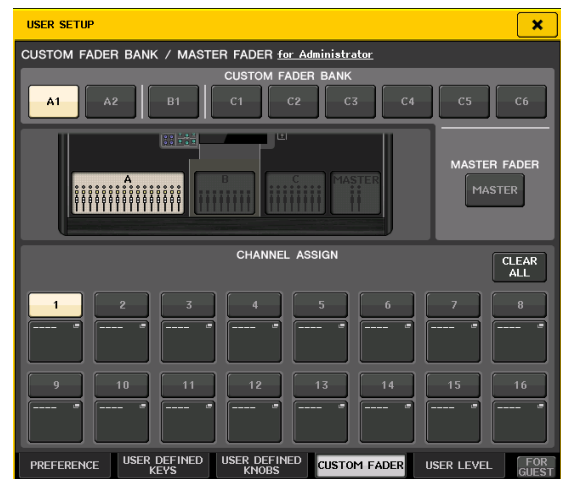 USER SETUP
CUSTOM FADER BANK / MASTER FADER for Administrator
CUSTOM FADER BANK
A1 A2 B1 C1 C2 C3 C4 C5 C6
A B C MASTER
MASTER FADER
MASTER
CHANNEL ASSIGN
CLEAR
ALL
1 2 3 4 5 6 7 8
---- ---- ---- ---- ---- ---- ---- ----
9 10 11 12 13 14 15 16
---- ---- ---- ---- ---- ---- ---- ----
PREFERENCE
USER DEFINED
KEYS
USER DEFINED
KNOBS
CUSTOM FADER
USER LEVEL
FOR
GUEST